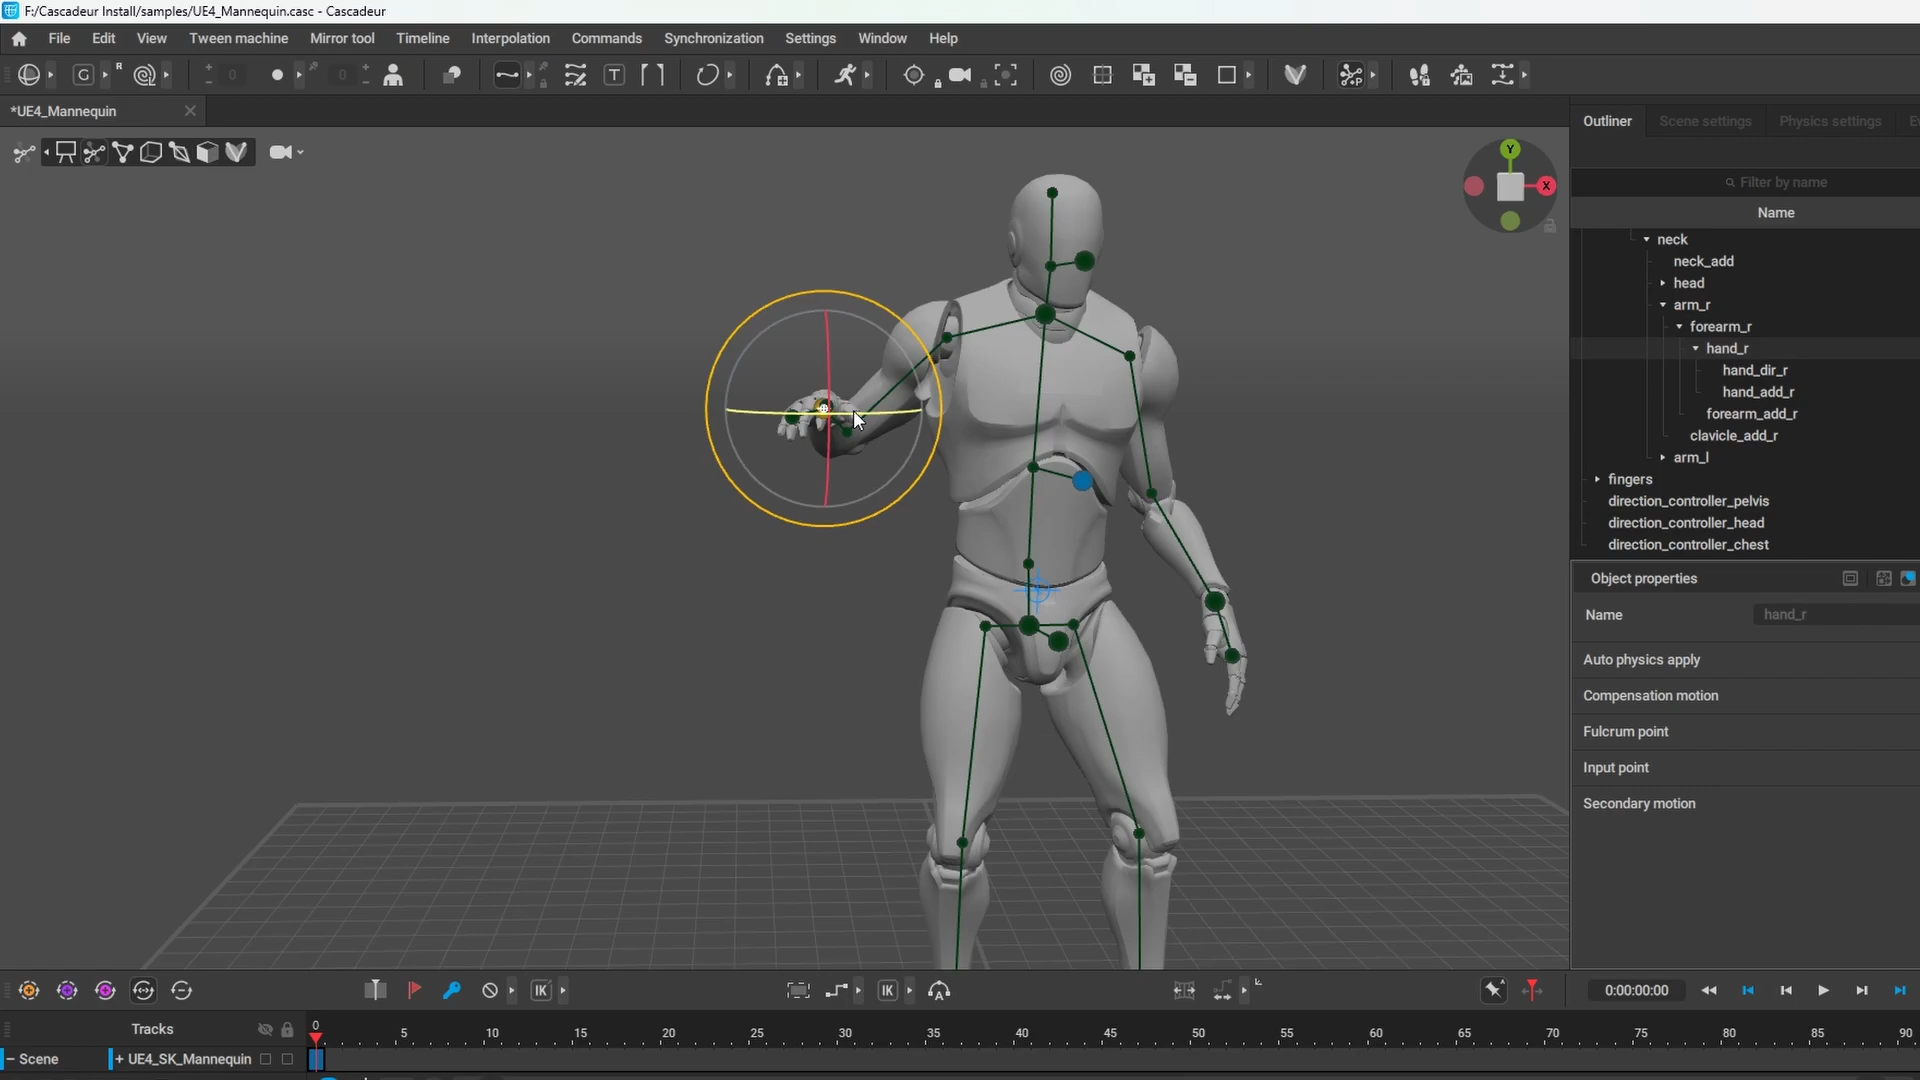 F:/Cascadeur Install/samples/UE4_Mannequin.casc - Cascadeur
File Edit View Tween machine Mirror tool Timeline Interpolation Commands Synchronization Settings Window Help
G R 0 0 T P
*UE4_Mannequin
Outliner Scene settings Physics settings
Y
X
Filter by name
Name
neck
neck_add
head
arm_r
forearm_r
hand_r
hand_dir_r
hand_add_r
forearm_add_r
clavicle_add_r
arm_l
fingers
direction_controller_pelvis
direction_controller_head
direction_controller_chest
Object properties
Name hand_r
Auto physics apply
Compensation motion
Fulcrum point
Input point
Secondary motion
IK IK A A 0:00:00:00
Tracks 0 5 10 15 20 25 30 35 40 45 50 55 60 65 70 75 80 85 90
− Scene + UE4_SK_Mannequin